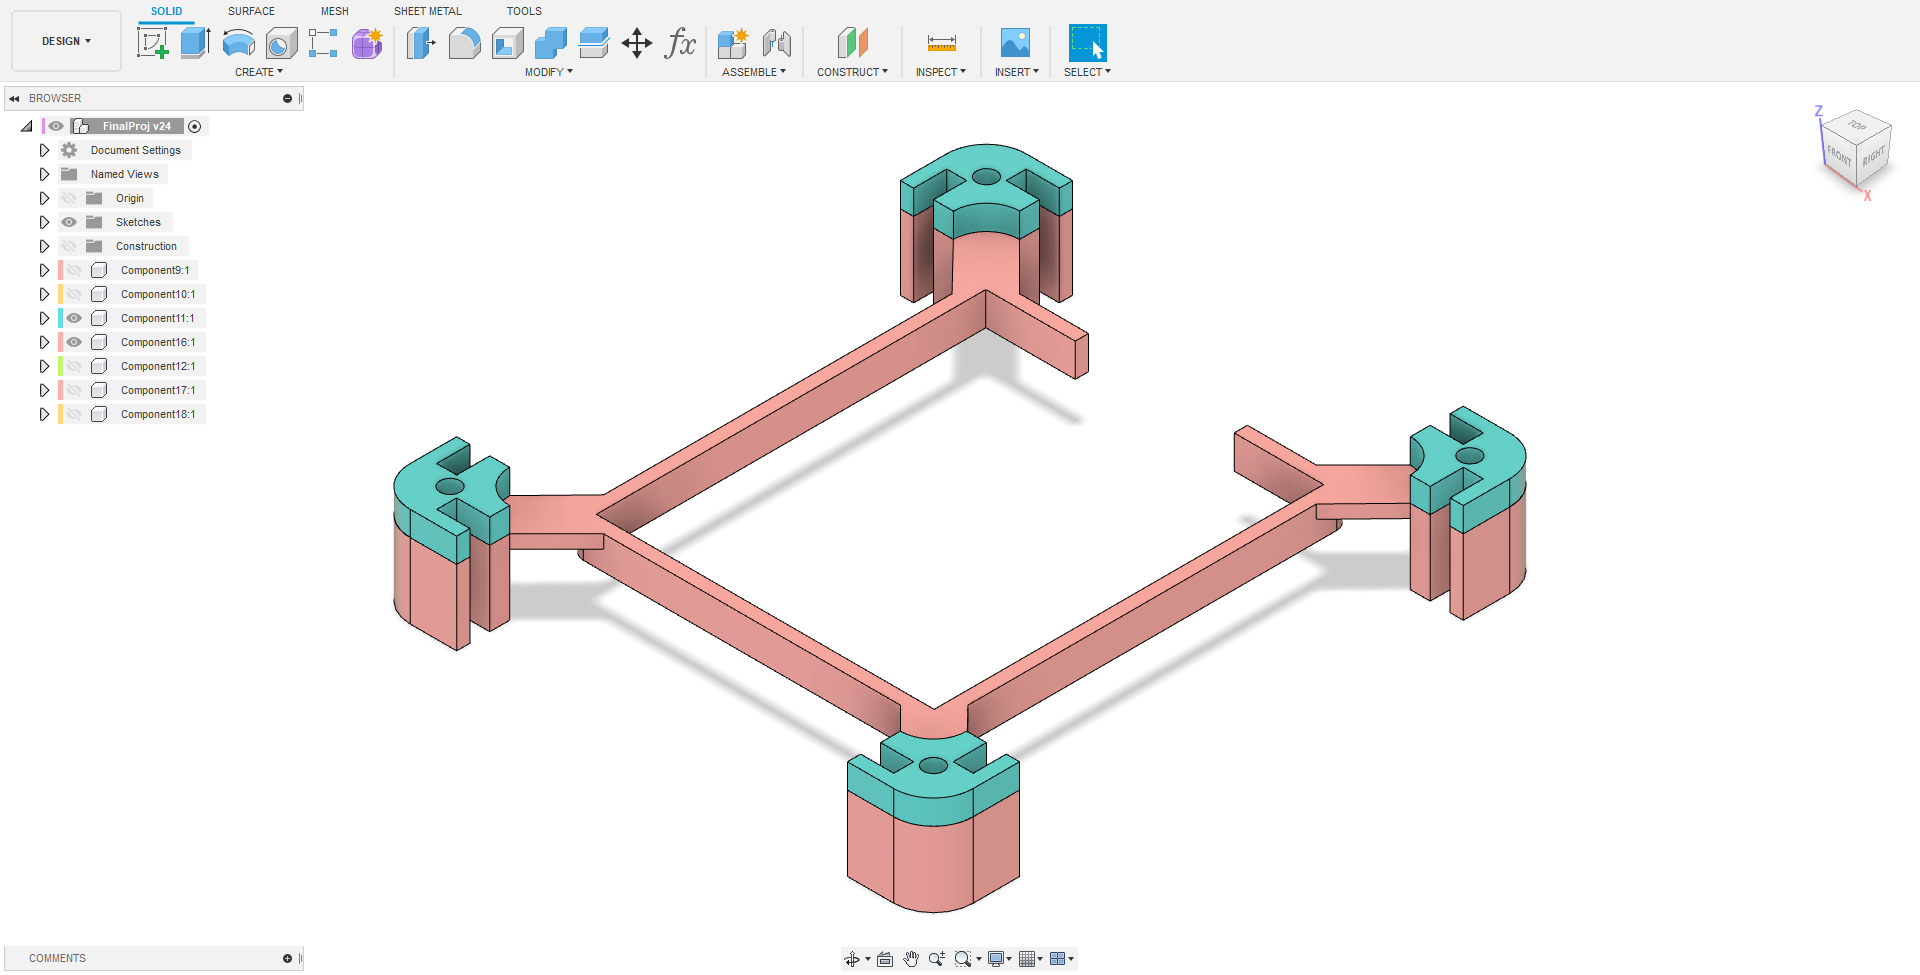 SOLID SURFACE MESH SHEET METAL TOOLS
DESIGN
fx
CREATE MODIFY ASSEMBLE CONSTRUCT INSPECT INSERT SELECT
BROWSER
FinalProj v24
Document Settings
Named Views
Origin
Sketches
Construction
Component9:1
Component10:1
Component11:1
Component16:1
Component12:1
Component17:1
Component18:1
Z
TOP
FRONT RIGHT
X
COMMENTS